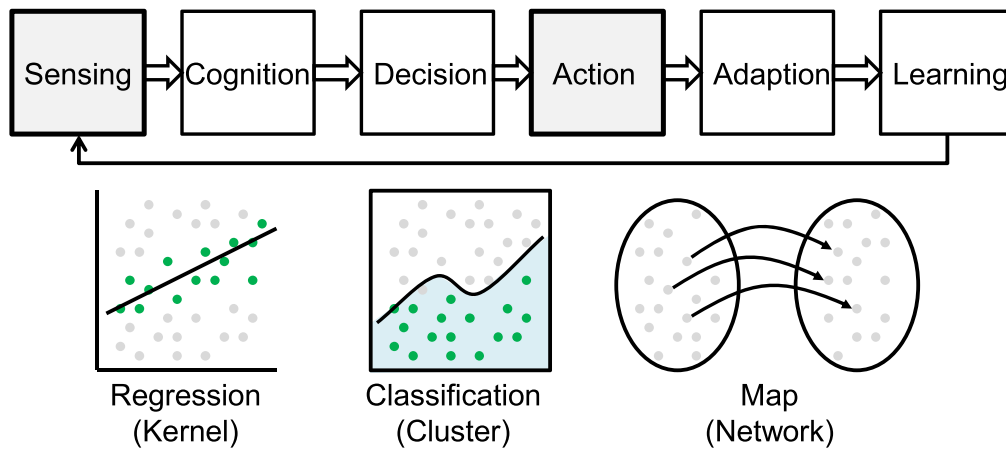 Sensing Cognition Decision Action Adaption Learning
Regression Classification Map
(Kernel) (Cluster) (Network)